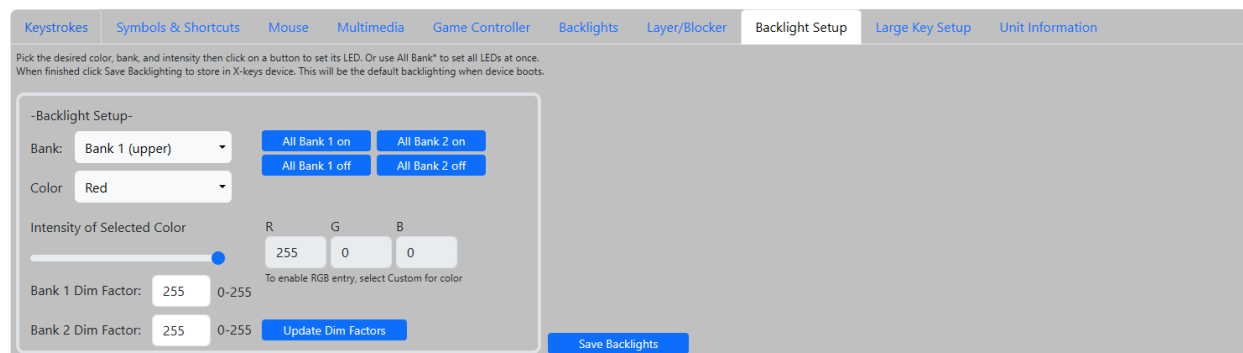 Keystrokes Symbols & Shortcuts Mouse Multimedia Game Controller Backlights Layer/Blocker Backlight Setup Large Key Setup Unit Information
Pick the desired color, bank, and intensity then click on a button to set its LED. Or use All Bank* to set all LEDs at once.
When finished click Save Backlighting to store in X-keys device. This will be the default backlighting when device boots.
-Backlight Setup-
Bank: Bank 1 (upper) All Bank 1 on All Bank 2 on
All Bank 1 off All Bank 2 off
Color Red
Intensity of Selected Color R G B
255 0 0
To enable RGB entry, select Custom for color
Bank 1 Dim Factor: 255 0-255
Bank 2 Dim Factor: 255 0-255 Update Dim Factors
Save Backlights